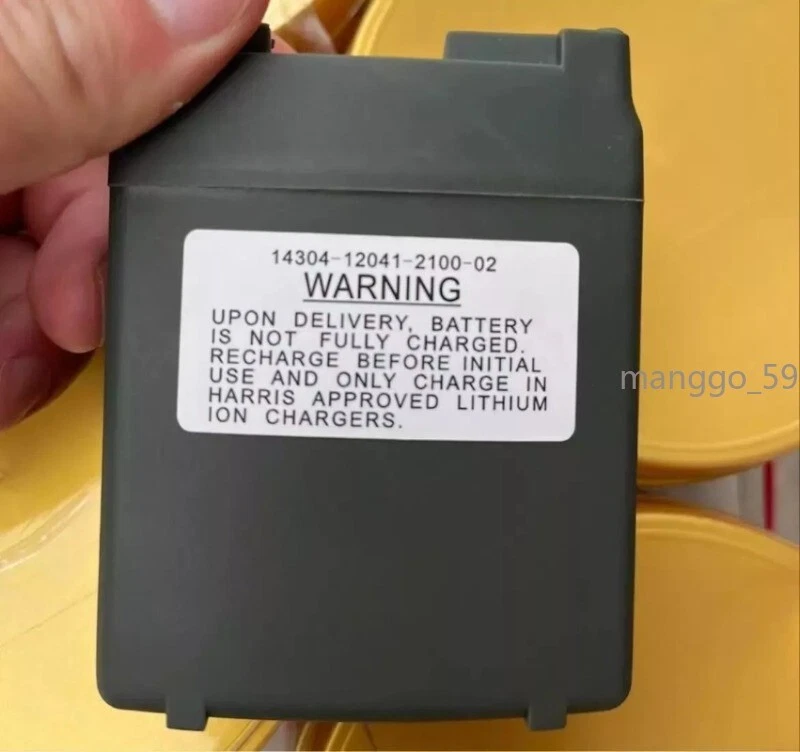 14304-12041-2100-02
WARNING
UPON DELIVERY, BATTERY
IS NOT FULLY CHARGED.
RECHARGE BEFORE INITIAL
USE AND ONLY CHARGE IN
HARRIS APPROVED LITHIUM
ION CHARGERS.
manggo_59